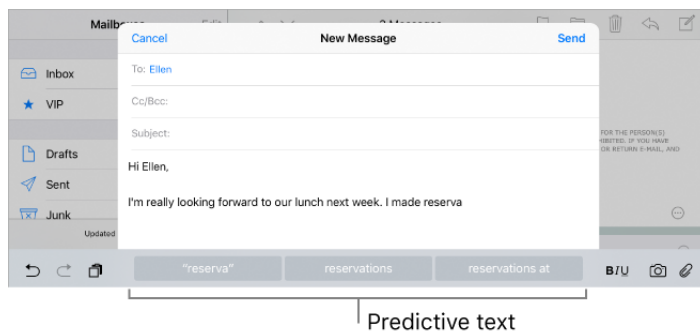 Mailboxes Edit 2 Messages
Cancel New Message Send
To: Ellen
Inbox
Cc/Bcc:
VIP
Subject:
FOR THE PERSON(S)
HIBITED. IF YOU HAVE
OR RETURN E-MAIL, AND
Drafts
Hi Ellen,
Sent
I'm really looking forward to our lunch next week. I made reserva
Junk
Updated
"reserva" reservations reservations at BIU
Predictive text